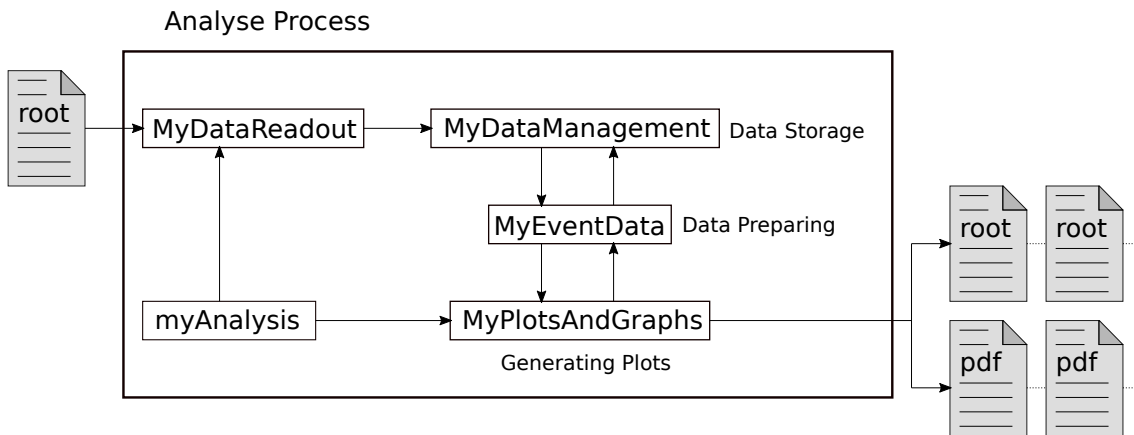 Analyse Process
root
MyDataReadout
MyDataManagement
Data Storage
MyEventData
Data Preparing
root
root
myAnalysis
MyPlotsAndGraphs
Generating Plots
pdf
pdf